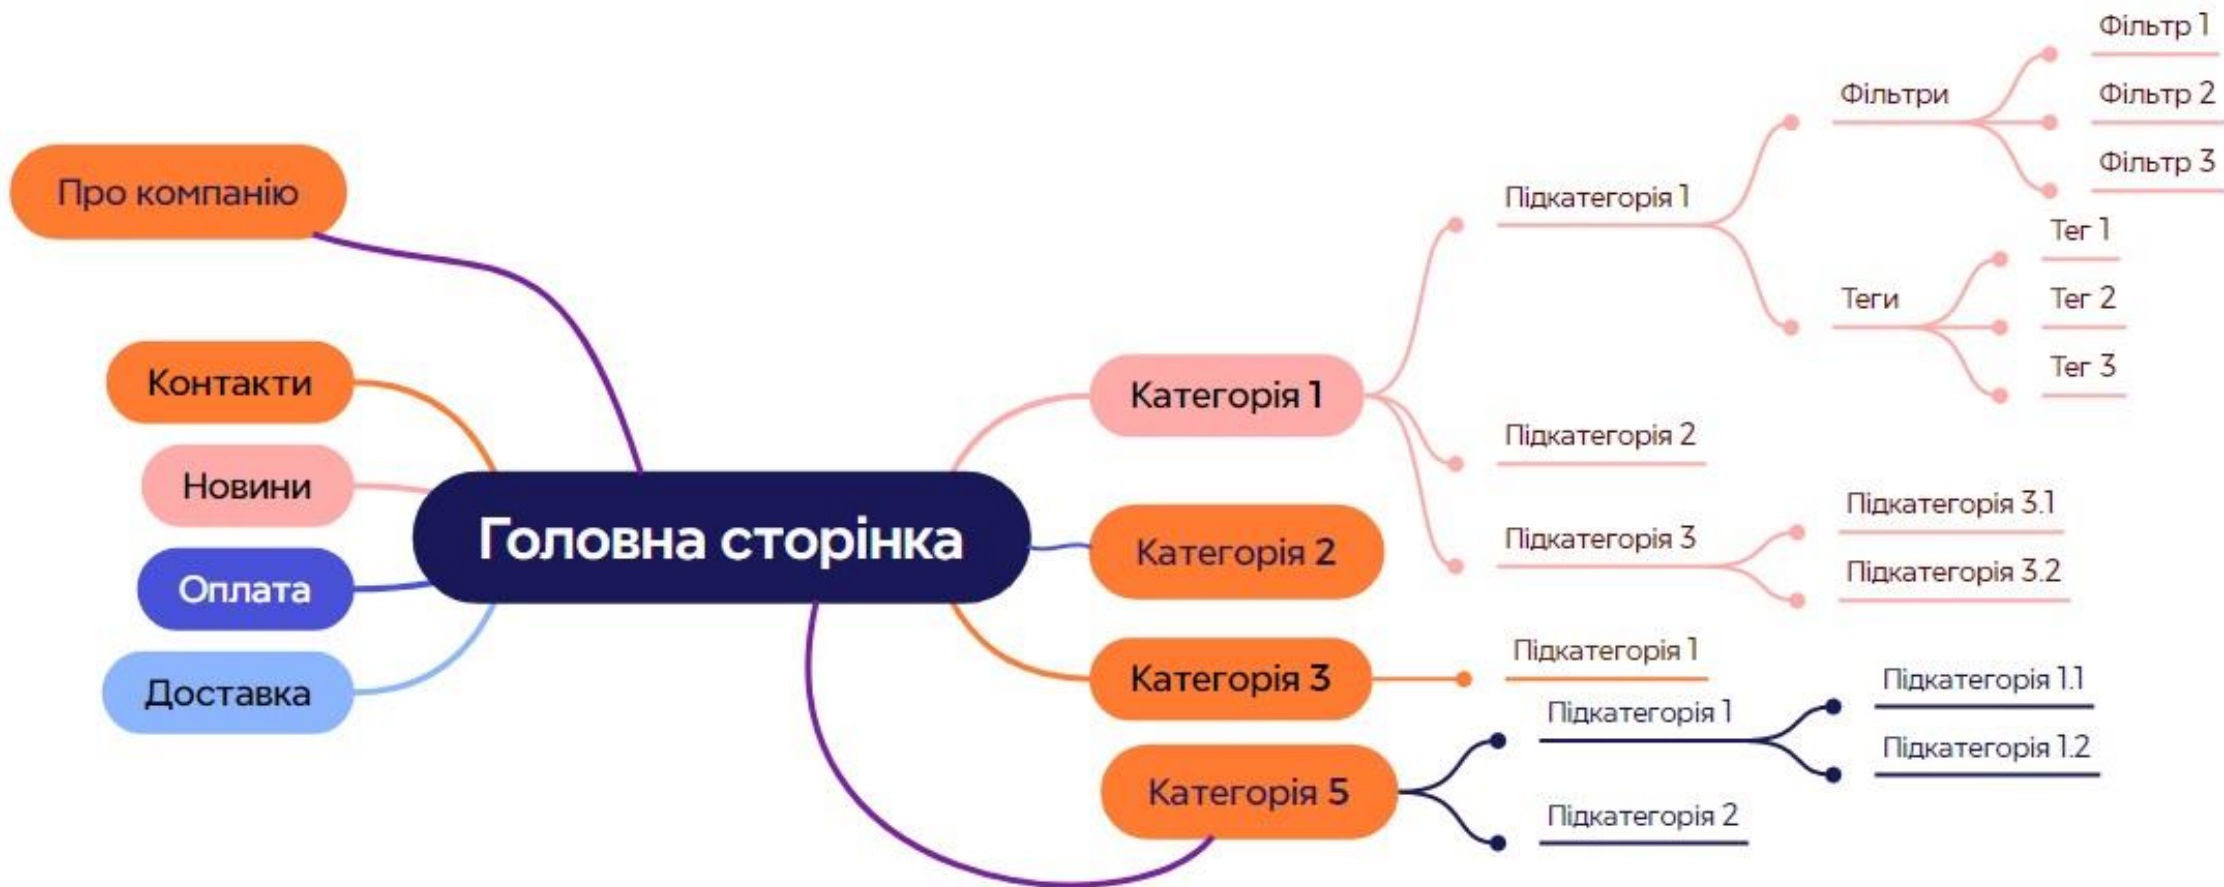 Про компанію
Контакти
Новини
Оплата
Доставка
Головна сторінка
Категорія 1
Підкатегорія 1
Фільтри
Фільтр 1
Фільтр 2
Фільтр 3
Теги
Тег 1
Тег 2
Тег 3
Підкатегорія 2
Підкатегорія 3
Підкатегорія 3.1
Підкатегорія 3.2
Категорія 2
Категорія 3
Підкатегорія 1
Категорія 5
Підкатегорія 1
Підкатегорія 1.1
Підкатегорія 1.2
Підкатегорія 2